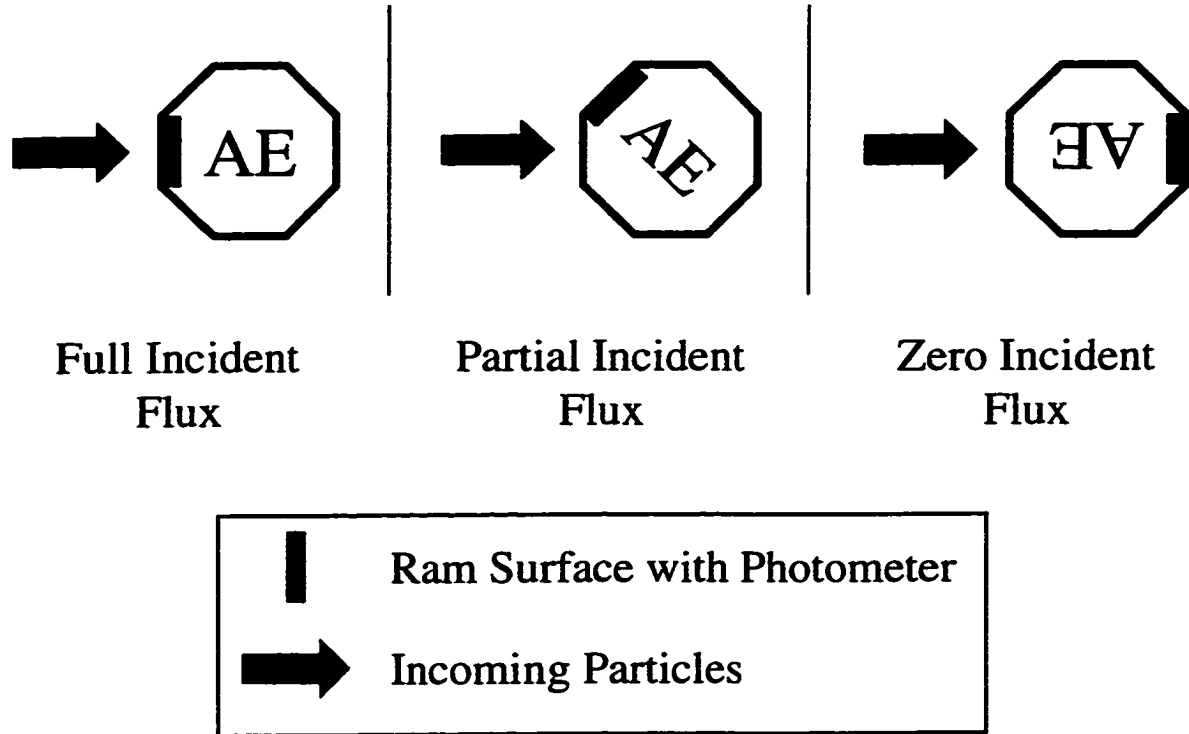 AE
AE
AE
Full Incident
Flux
Partial Incident
Flux
Zero Incident
Flux
Ram Surface with Photometer
Incoming Particles